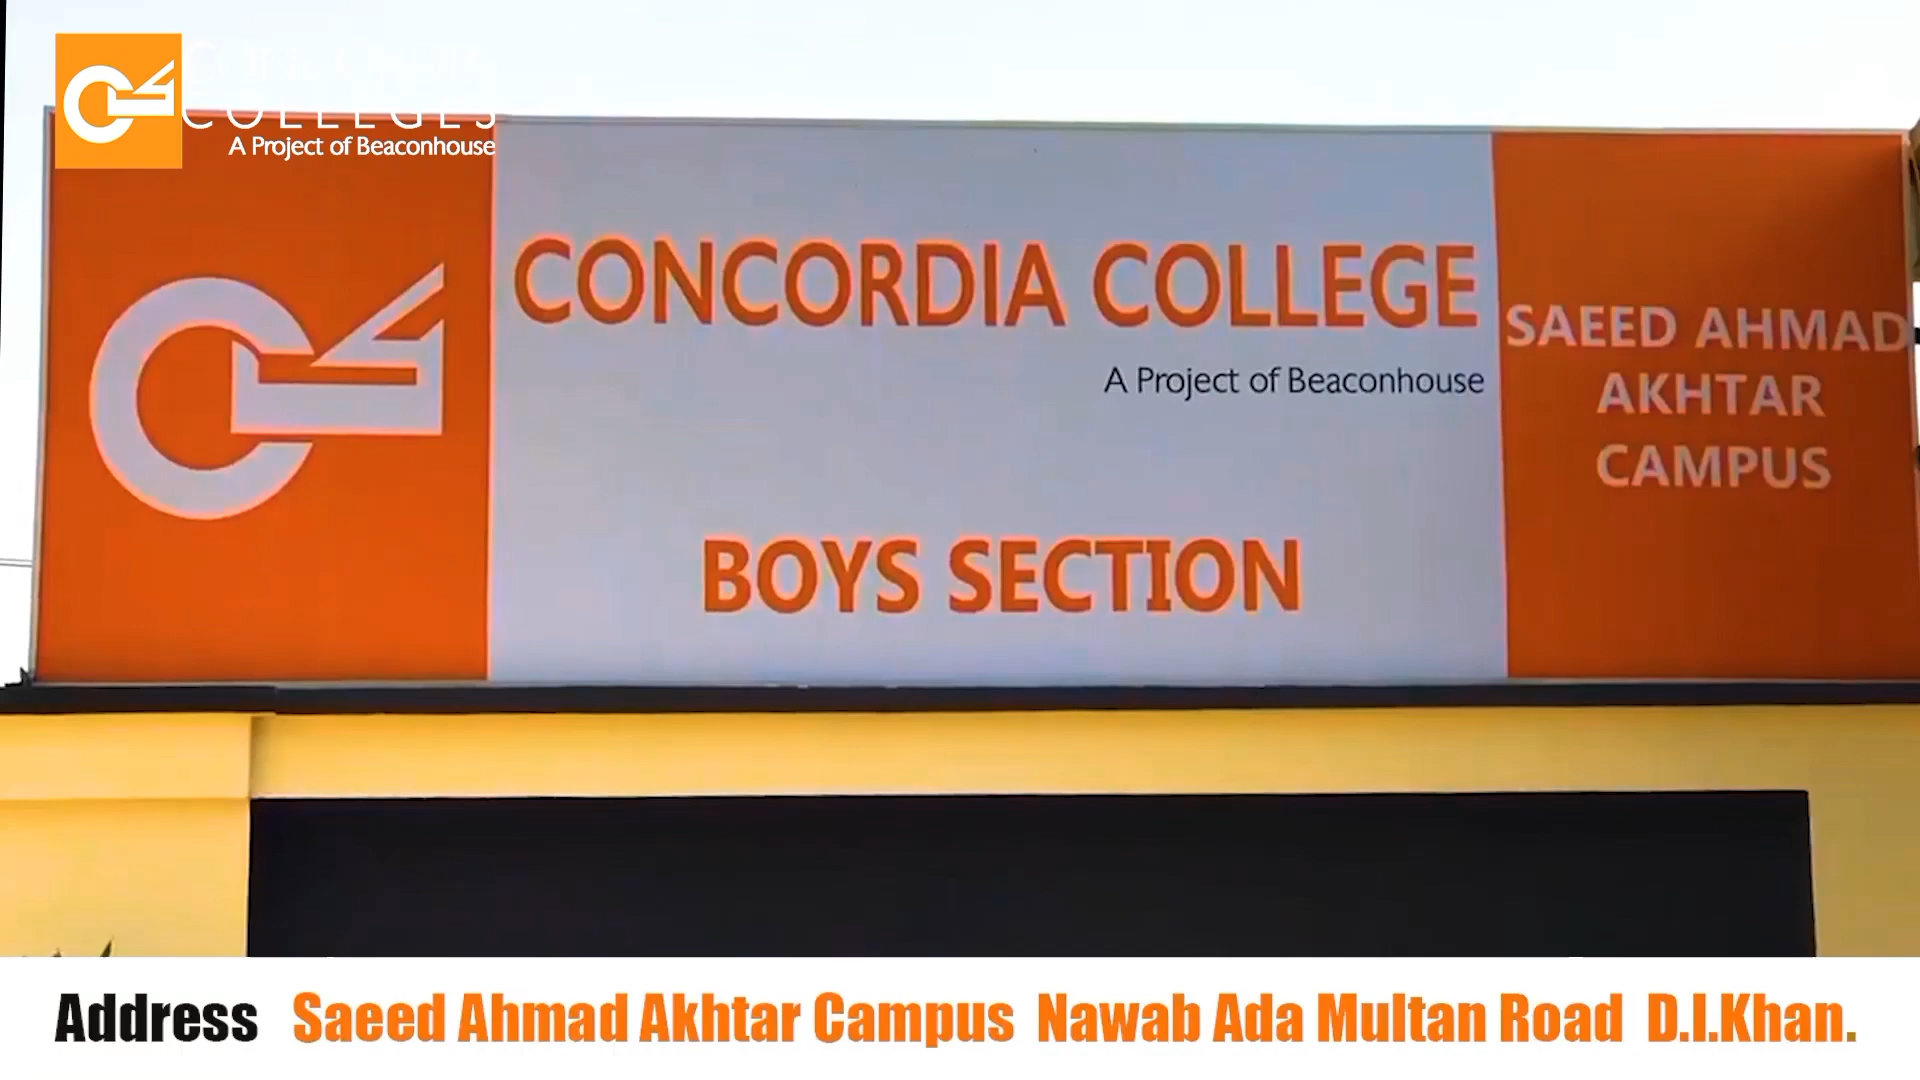 COLLEGES
A Project of Beaconhouse
CONCORDIA COLLEGE
A Project of Beaconhouse
BOYS SECTION
SAEED AHMAD
AKHTAR
CAMPUS
Address Saeed Ahmad Akhtar Campus Nawab Ada Multan Road D.I.Khan.